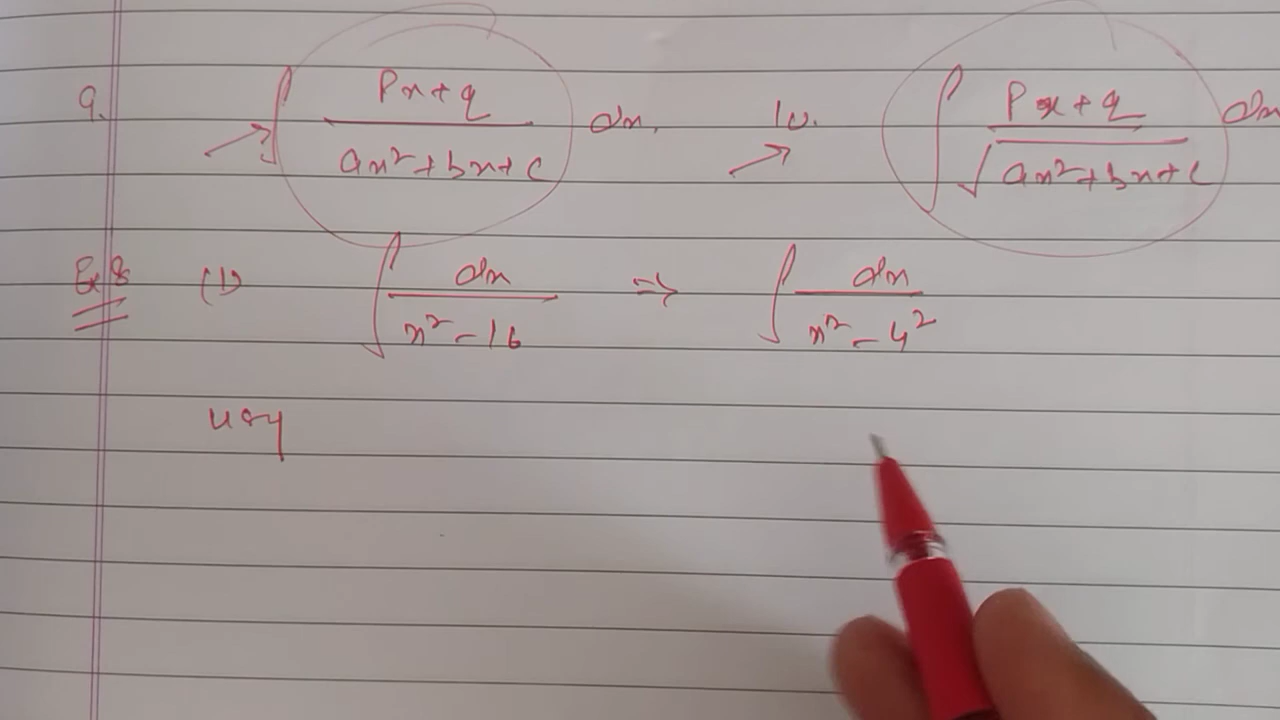 9. ∫ Px+q / ax²+bx+c dx, 10. ∫ Px+q / √ax²+bx+c dx
Ex 8 (1) ∫ dx / x²-16 ⇒ ∫ dx / x²-4²